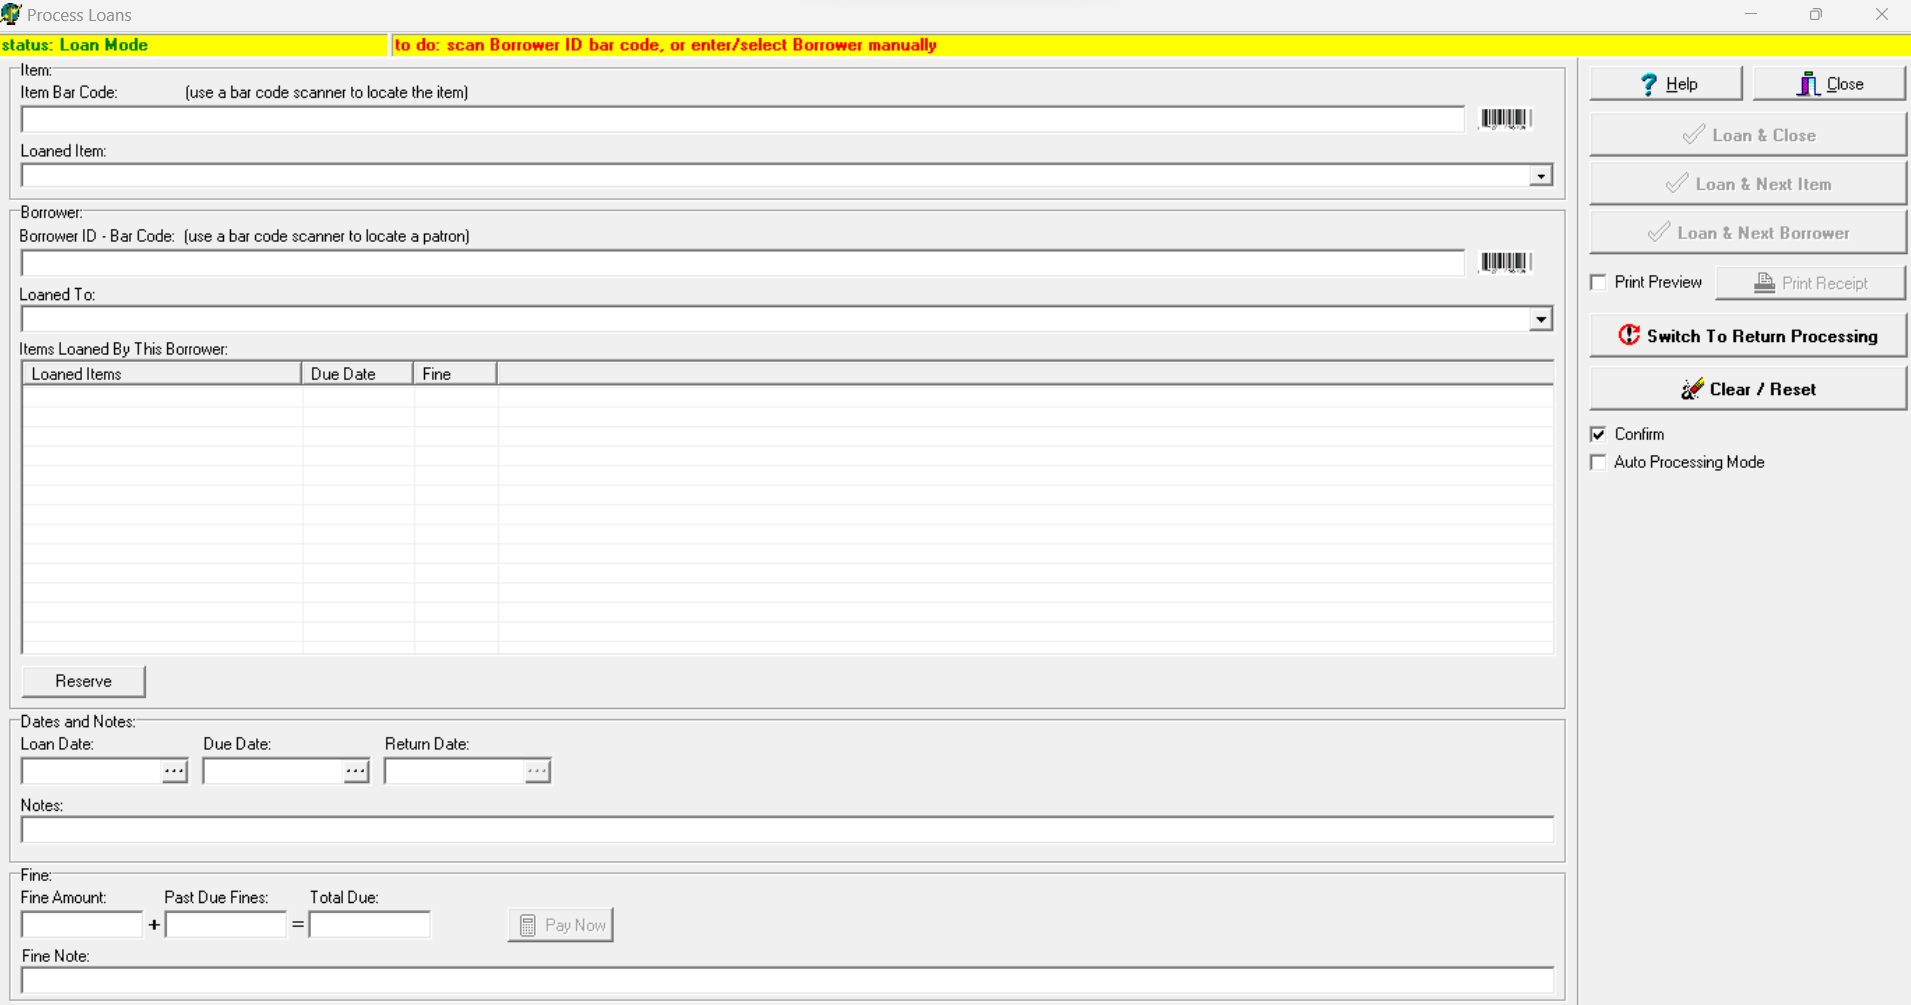 Process Loans
status: Loan Mode
to do: scan Borrower ID bar code, or enter/select Borrower manually
Item:
Item Bar Code: (use a bar code scanner to locate the item)
Loaned Item:
Borrower:
Borrower ID - Bar Code: (use a bar code scanner to locate a patron)
Loaned To:
Items Loaned By This Borrower:
Loaned Items Due Date Fine
Reserve
Dates and Notes:
Loan Date: Due Date: Return Date:
... ... ...
Notes:
Fine:
Fine Amount: Past Due Fines: Total Due:
+ =
Pay Now
Fine Note:
? Help
Close
Loan & Close
Loan & Next Item
Loan & Next Borrower
Print Preview
Print Receipt
Switch To Return Processing
Clear / Reset
Confirm
Auto Processing Mode